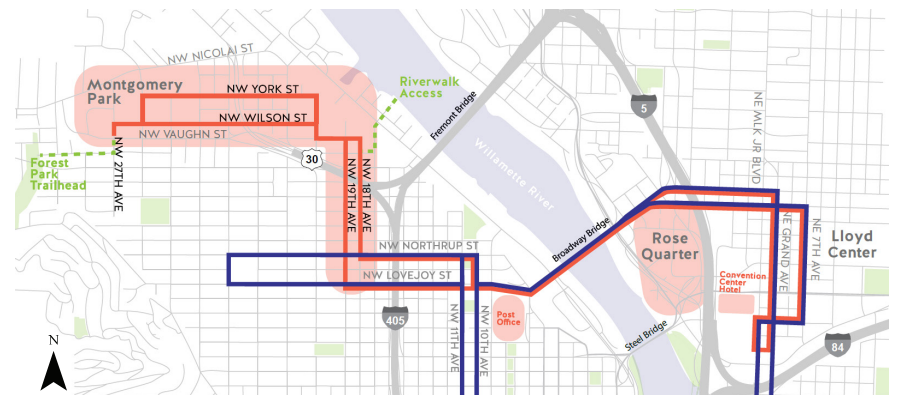 NW NICOLAI ST
Montgomery
Park
NW YORK ST
NW WILSON ST
NW VAUGHN ST
Riverwalk
Access
Fremont Bridge
5
NE MLK JR BLVD
30
Forest
Park
Trailhead
NW 27TH AVE
NW 19TH AVE
NW 18TH AVE
Willamette River
Broadway Bridge
Rose
Quarter
NE GRAND AVE
NE 7TH AVE
Lloyd
Center
NW NORTHRUP ST
NW LOVEJOY ST
Convention
Center
Hotel
Post
Office
405
NW 11TH AVE
NW 10TH AVE
Steel Bridge
84
N